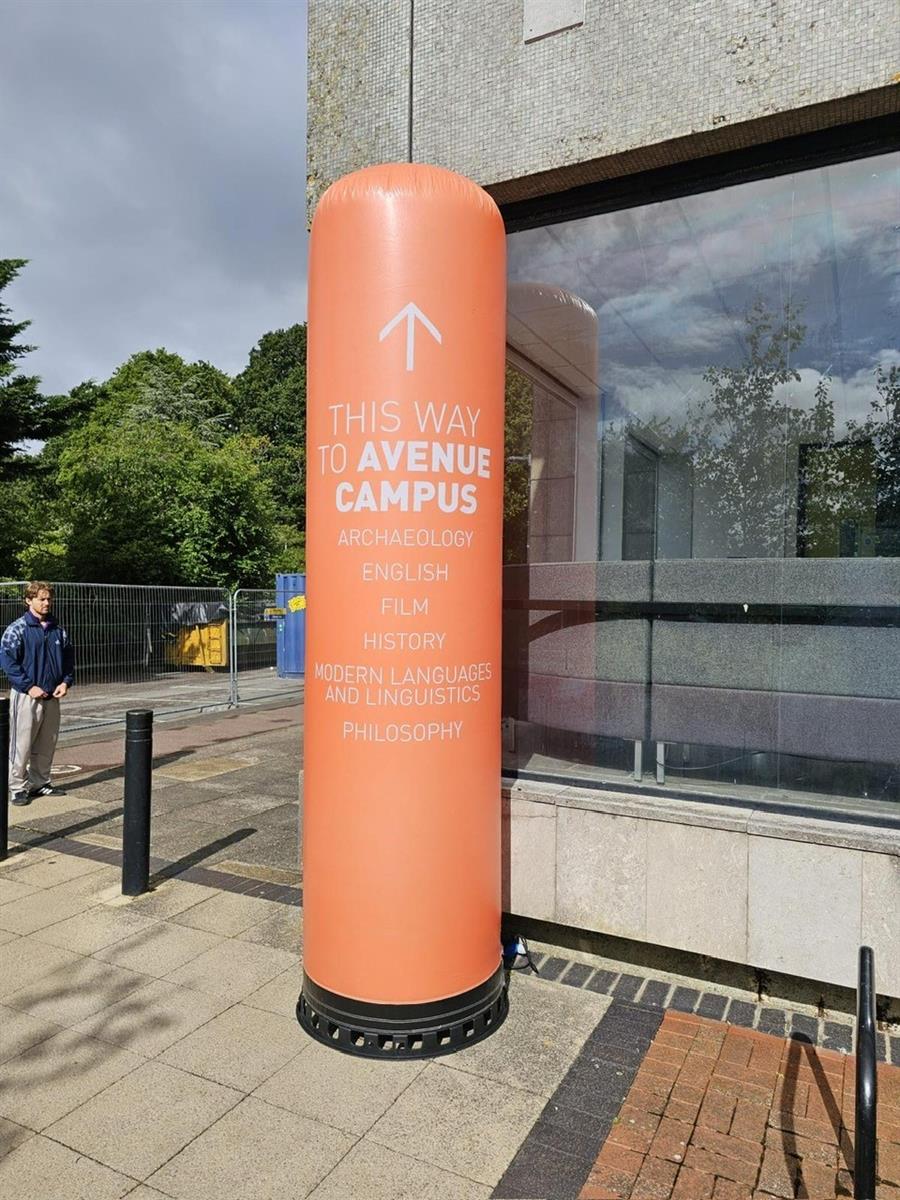 THIS WAY
TO AVENUE
CAMPUS
ARCHAEOLOGY
ENGLISH
FILM
HISTORY
MODERN LANGUAGES
AND LINGUISTICS
PHILOSOPHY